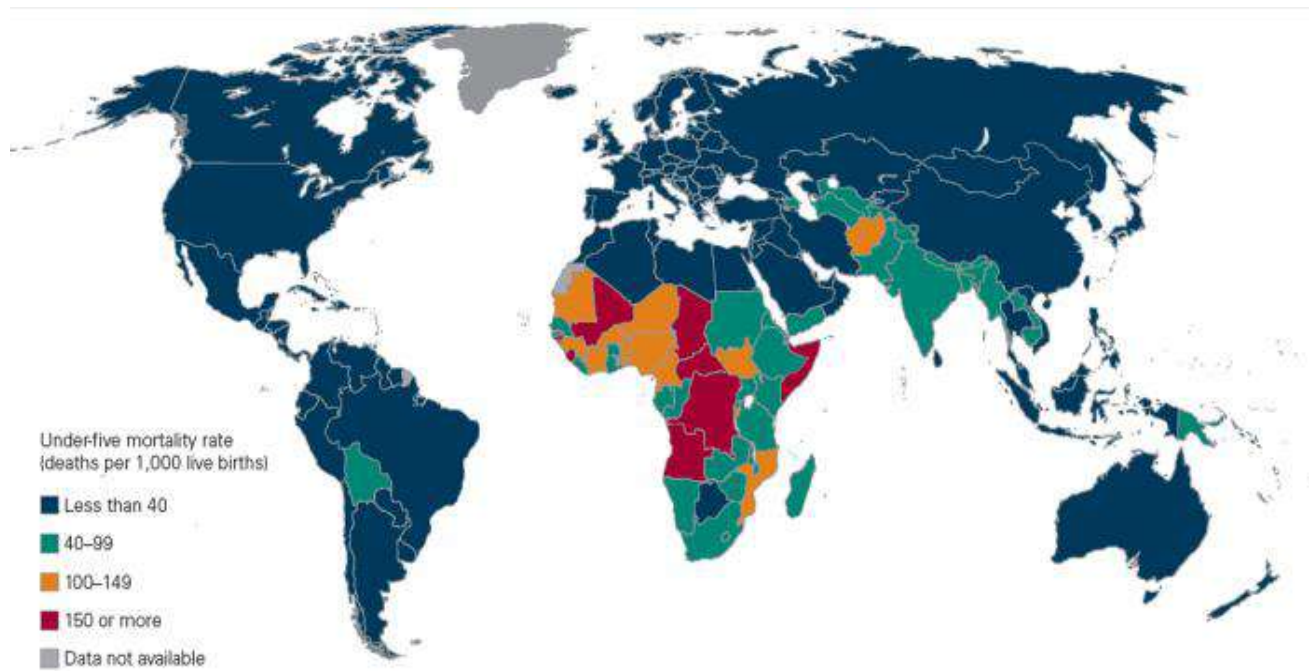 Under-five mortality rate
(deaths per 1,000 live births)
Less than 40
40–99
100–149
150 or more
Data not available